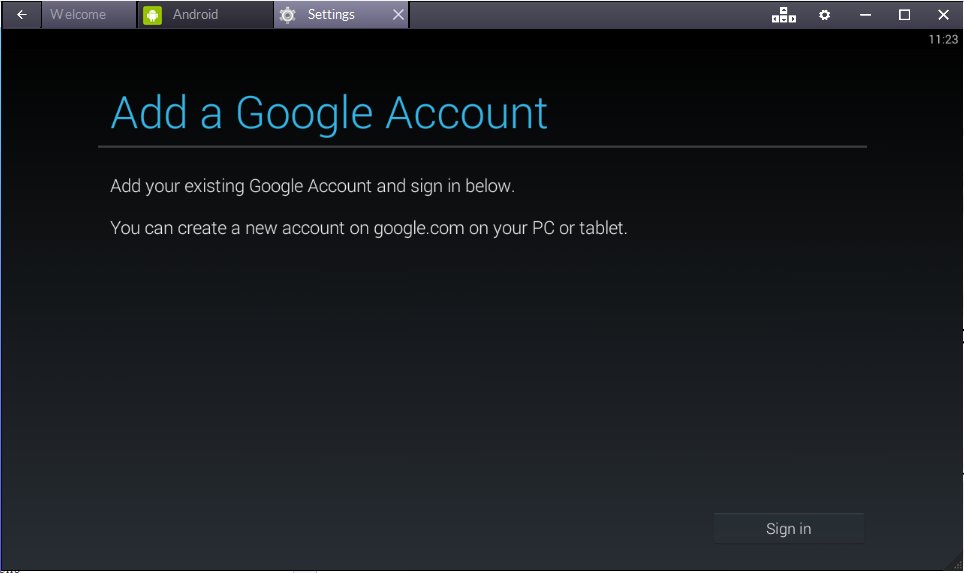 Welcome
Android
Settings
11:23
Add a Google Account
Add your existing Google Account and sign in below.
You can create a new account on google.com on your PC or tablet.
Sign in